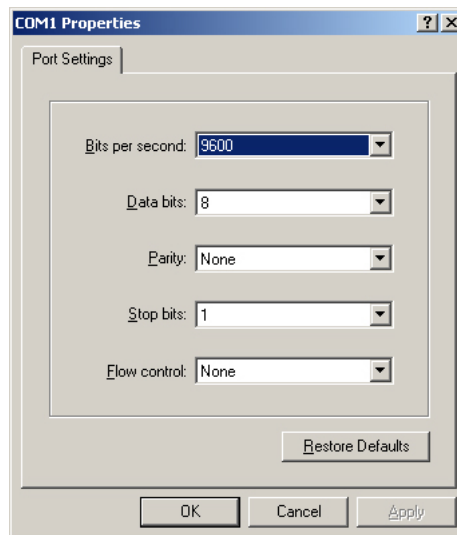 COM1 Properties
Port Settings
Bits per second: 9600
Data bits: 8
Parity: None
Stop bits: 1
Flow control: None
Restore Defaults
OK Cancel Apply